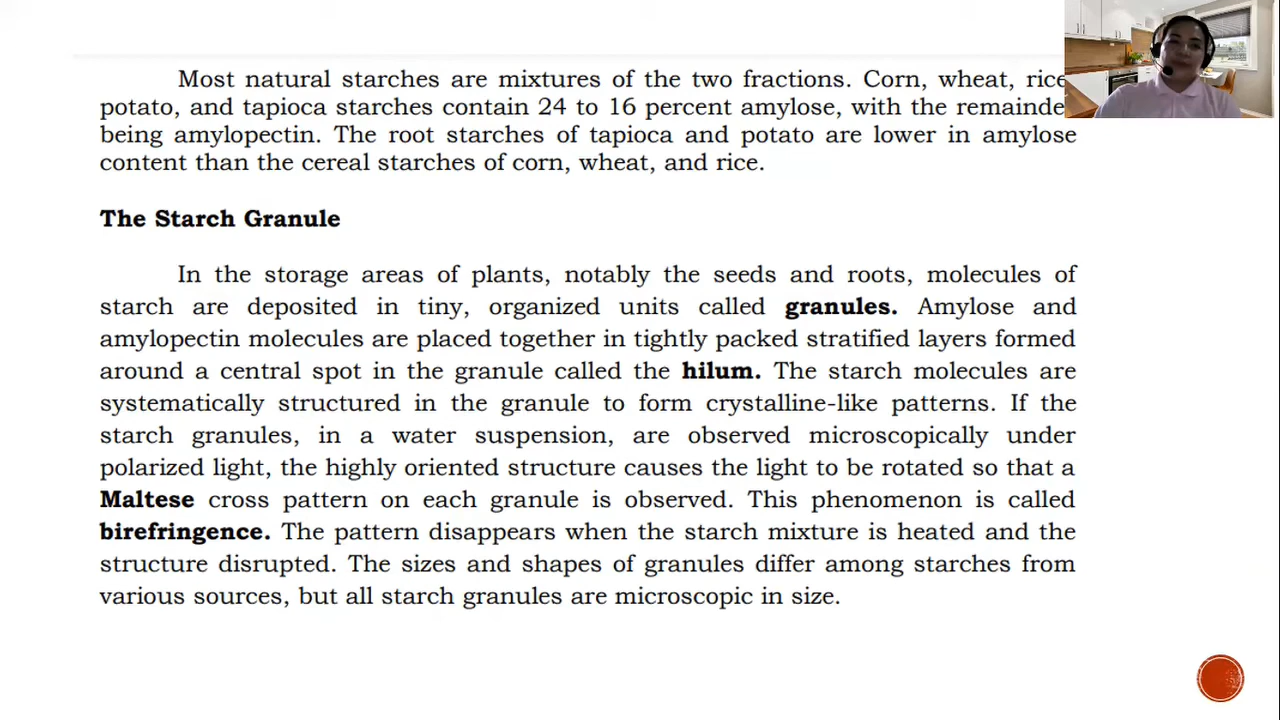 Most natural starches are mixtures of the two fractions. Corn, wheat, rice
potato, and tapioca starches contain 24 to 16 percent amylose, with the remainde
being amylopectin. The root starches of tapioca and potato are lower in amylose
content than the cereal starches of corn, wheat, and rice.
The Starch Granule
In the storage areas of plants, notably the seeds and roots, molecules of
starch are deposited in tiny, organized units called granules. Amylose and
amylopectin molecules are placed together in tightly packed stratified layers formed
around a central spot in the granule called the hilum. The starch molecules are
systematically structured in the granule to form crystalline-like patterns. If the
starch granules, in a water suspension, are observed microscopically under
polarized light, the highly oriented structure causes the light to be rotated so that a
Maltese cross pattern on each granule is observed. This phenomenon is called
birefringence. The pattern disappears when the starch mixture is heated and the
structure disrupted. The sizes and shapes of granules differ among starches from
various sources, but all starch granules are microscopic in size.